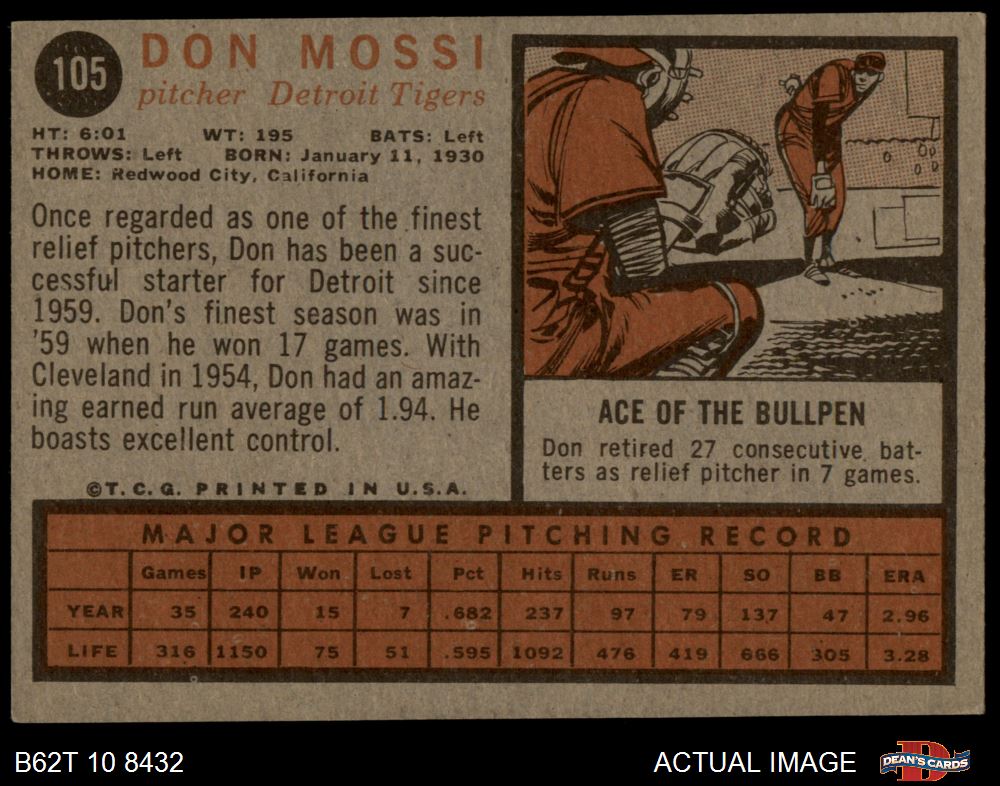 105
DON MOSSI
pitcher Detroit Tigers
HT: 6:01 WT: 195 BATS: Left
THROWS: Left BORN: January 11, 1930
HOME: Redwood City, California
Once regarded as one of the finest
relief pitchers, Don has been a suc-
cessful starter for Detroit since
1959. Don's finest season was in
'59 when he won 17 games. With
Cleveland in 1954, Don had an amaz-
ing earned run average of 1.94. He
boasts excellent control.
©T.C.G. PRINTED IN U.S.A.
ACE OF THE BULLPEN
Don retired 27 consecutive bat-
ters as relief pitcher in 7 games.
MAJOR LEAGUE PITCHING RECORD
Games IP Won Lost Pct Hits Runs ER SO BB ERA
YEAR 35 240 15 7 .682 237 97 79 137 47 2.96
LIFE 316 1150 75 51 .595 1092 476 419 666 305 3.28
B62T 10 8432 ACTUAL IMAGE DEAN'S CARDS